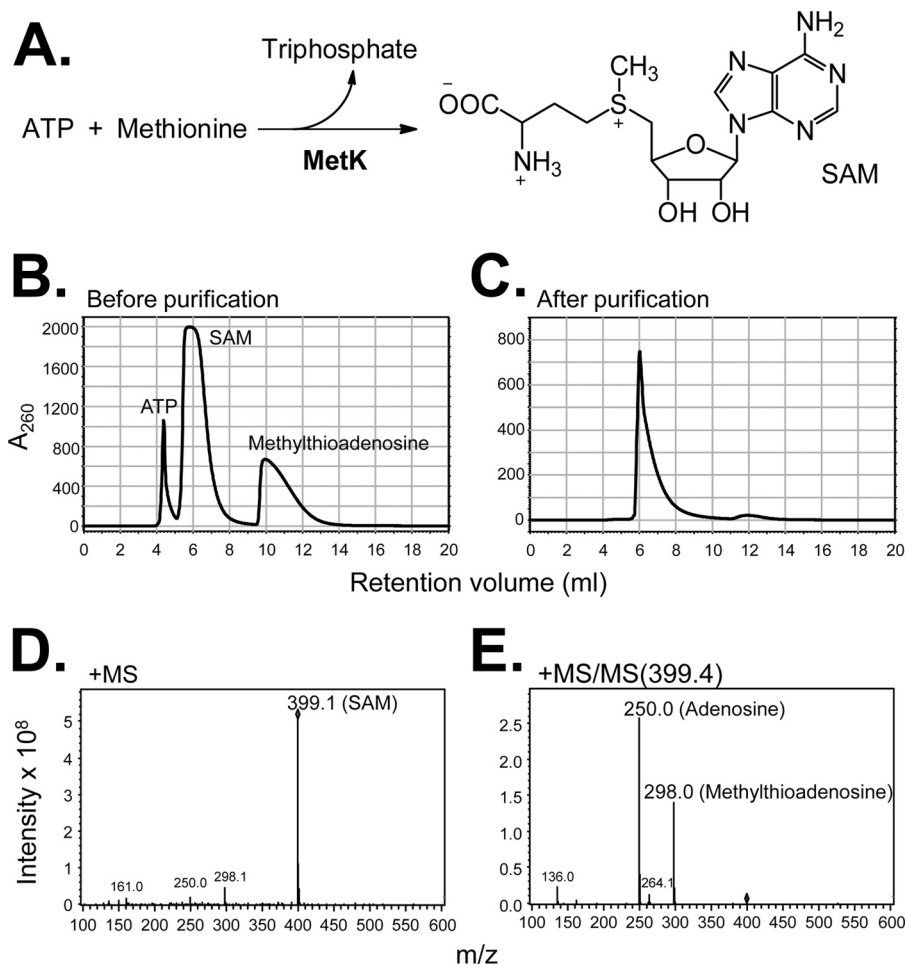 A.
Triphosphate
ATP + Methionine
MetK
−
OOC
NH3
+
CH3
S
+
O
OH OH
N
N
N
N
NH2
SAM
B.
Before purification
A260
2000
1600
1200
800
400
0
ATP
SAM
Methylthioadenosine
0 2 4 6 8 10 12 14 16 18 20
C.
After purification
800
600
400
200
0
0 2 4 6 8 10 12 14 16 18 20
Retention volume (ml)
D.
+MS
Intensity x 10⁸
5
4
3
2
1
0
399.1 (SAM)
161.0
250.0
298.1
100 150 200 250 300 350 400 450 500 550 600
E.
+MS/MS(399.4)
2.5
2.0
1.5
1.0
0.5
0.0
250.0 (Adenosine)
298.0 (Methylthioadenosine)
136.0
264.1
100 150 200 250 300 350 400 450 500 550 600
m/z